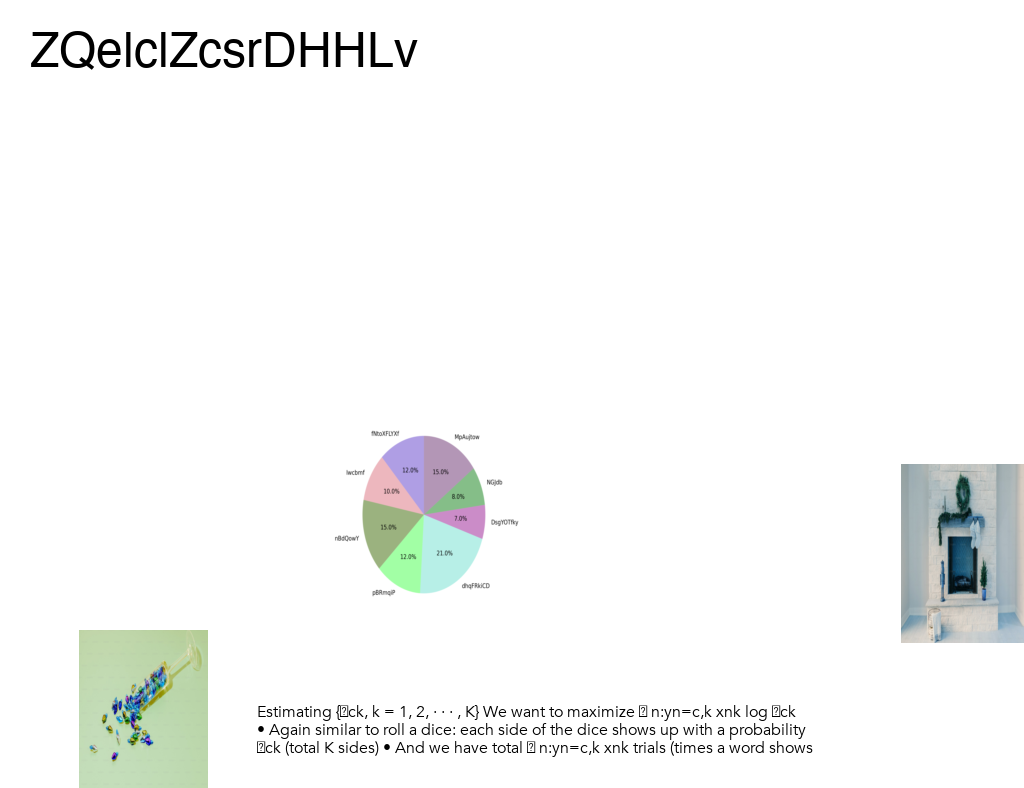 ZQeIcIZcsrDHHLv
fNtoXFLYXf
MpAujtow
12.0%
15.0%
lwcbmf
NGJdb
10.0%
8.0%
7.0%
DsgYOTfky
15.0%
nBdQowY
12.0%
21.0%
pBRmqiP
dhqFRkiCD
Estimating {ck, k = 1, 2, · · · , K} We want to maximize n:yn=c,k xnk log ck
• Again similar to roll a dice: each side of the dice shows up with a probability
ck (total K sides) • And we have total n:yn=c,k xnk trials (times a word shows